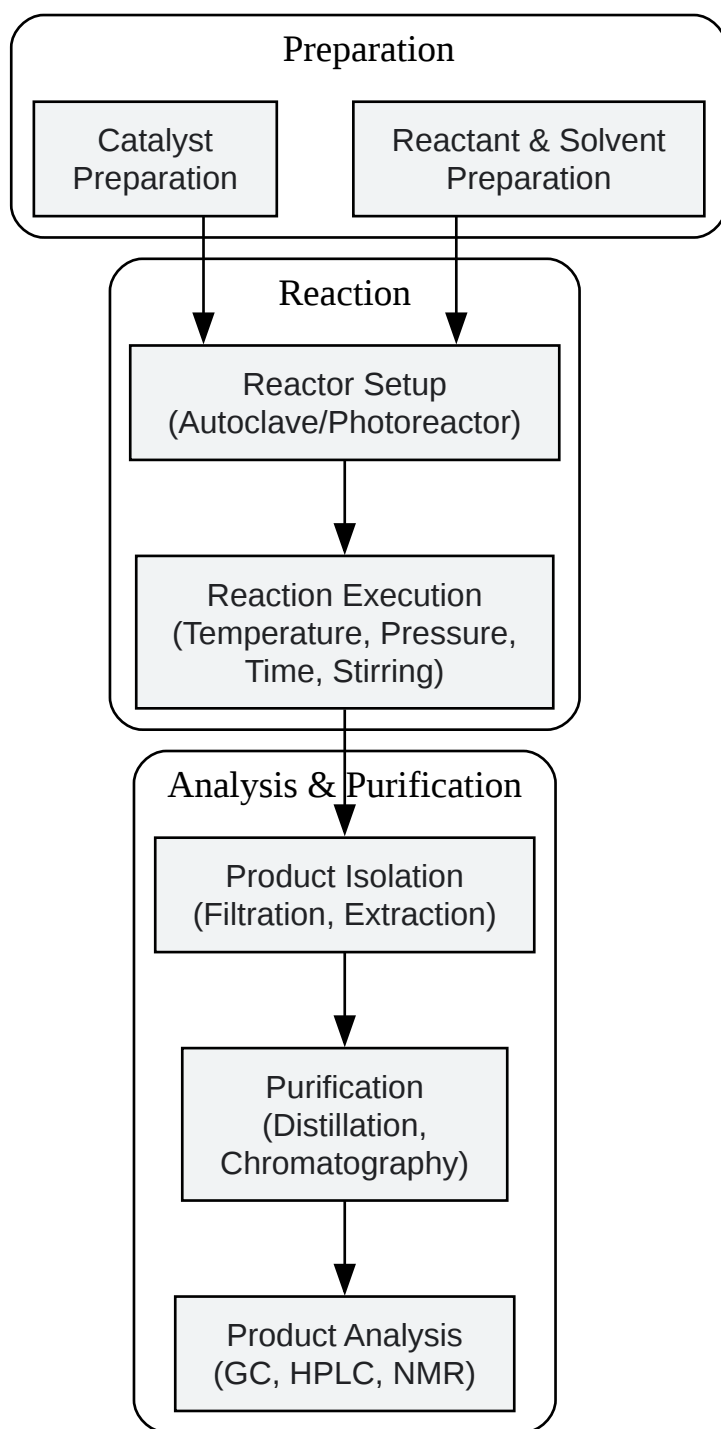 Preparation
Catalyst
Preparation
Reactant & Solvent
Preparation
Reaction
Reactor Setup
(Autoclave/Photoreactor)
Reaction Execution
(Temperature, Pressure,
Time, Stirring)
Analysis & Purification
Product Isolation
(Filtration, Extraction)
Purification
(Distillation,
Chromatography)
Product Analysis
(GC, HPLC, NMR)